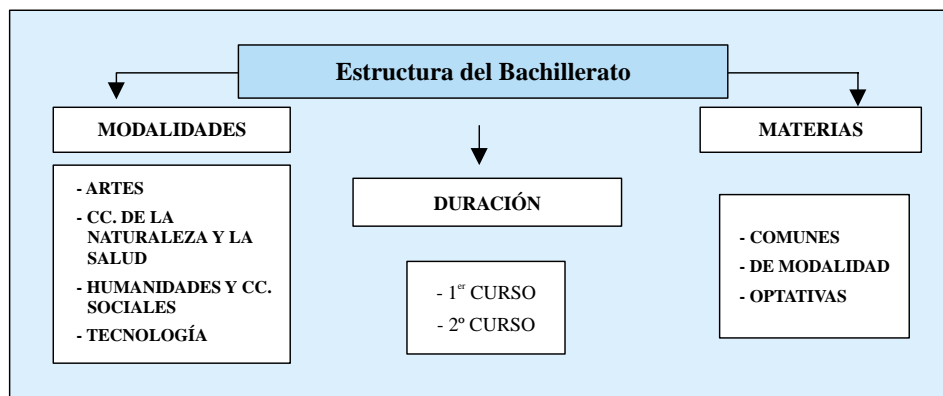 Estructura del Bachillerato
MODALIDADES
- ARTES
- CC. DE LA
NATURALEZA Y LA
SALUD
- HUMANIDADES Y CC.
SOCIALES
- TECNOLOGÍA
DURACIÓN
- 1er CURSO
- 2º CURSO
MATERIAS
- COMUNES
- DE MODALIDAD
- OPTATIVAS